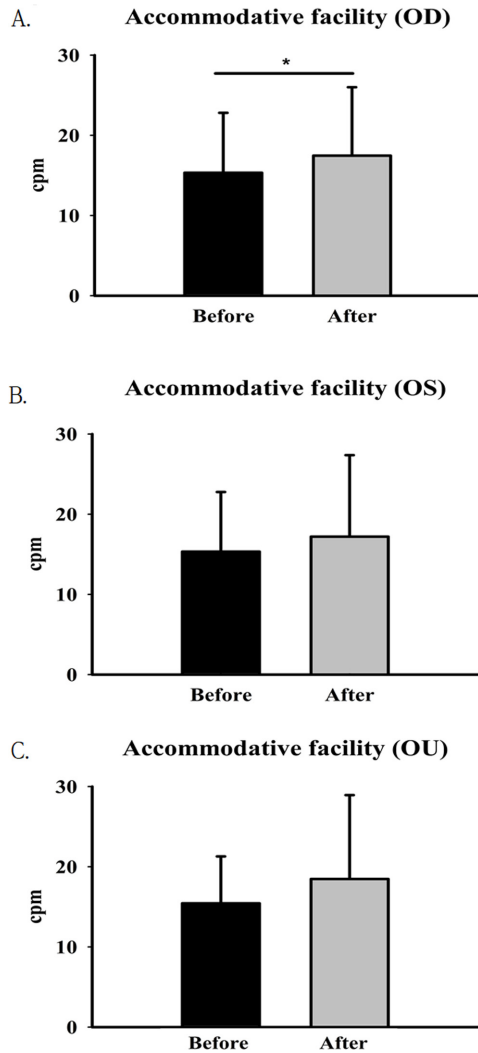 A.
Accommodative facility (OD)
30
*
20
cpm
10
0
Before After
B.
Accommodative facility (OS)
30
20
cpm
10
0
Before After
C.
Accommodative facility (OU)
30
20
cpm
10
0
Before After